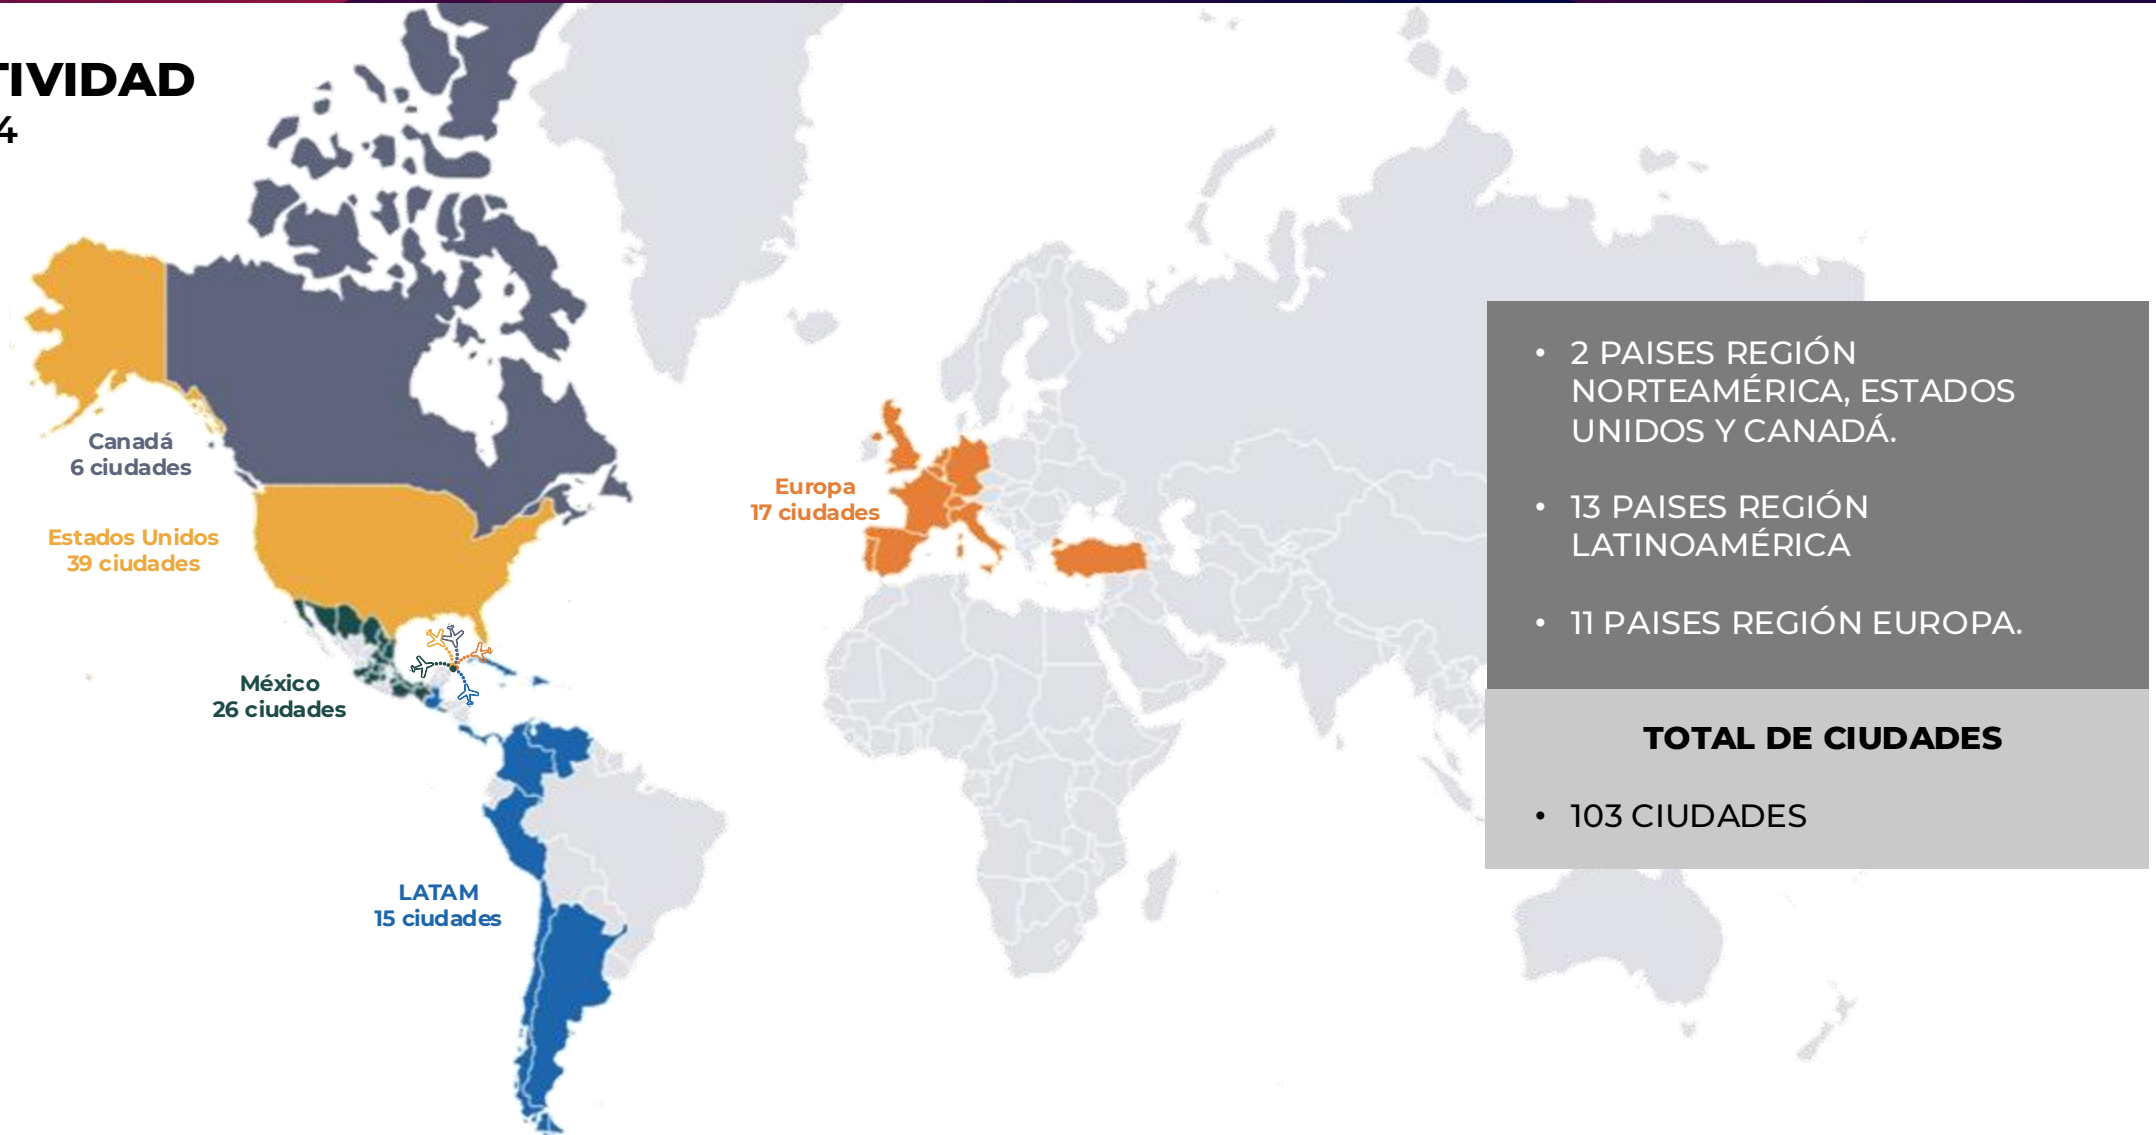 TIVIDAD
4
Canadá
6 ciudades
Estados Unidos
39 ciudades
México
26 ciudades
LATAM
15 ciudades
Europa
17 ciudades
• 2 PAISES REGIÓN
NORTEAMÉRICA, ESTADOS
UNIDOS Y CANADÁ.
• 13 PAISES REGIÓN
LATINOAMÉRICA
• 11 PAISES REGIÓN EUROPA.
TOTAL DE CIUDADES
• 103 CIUDADES